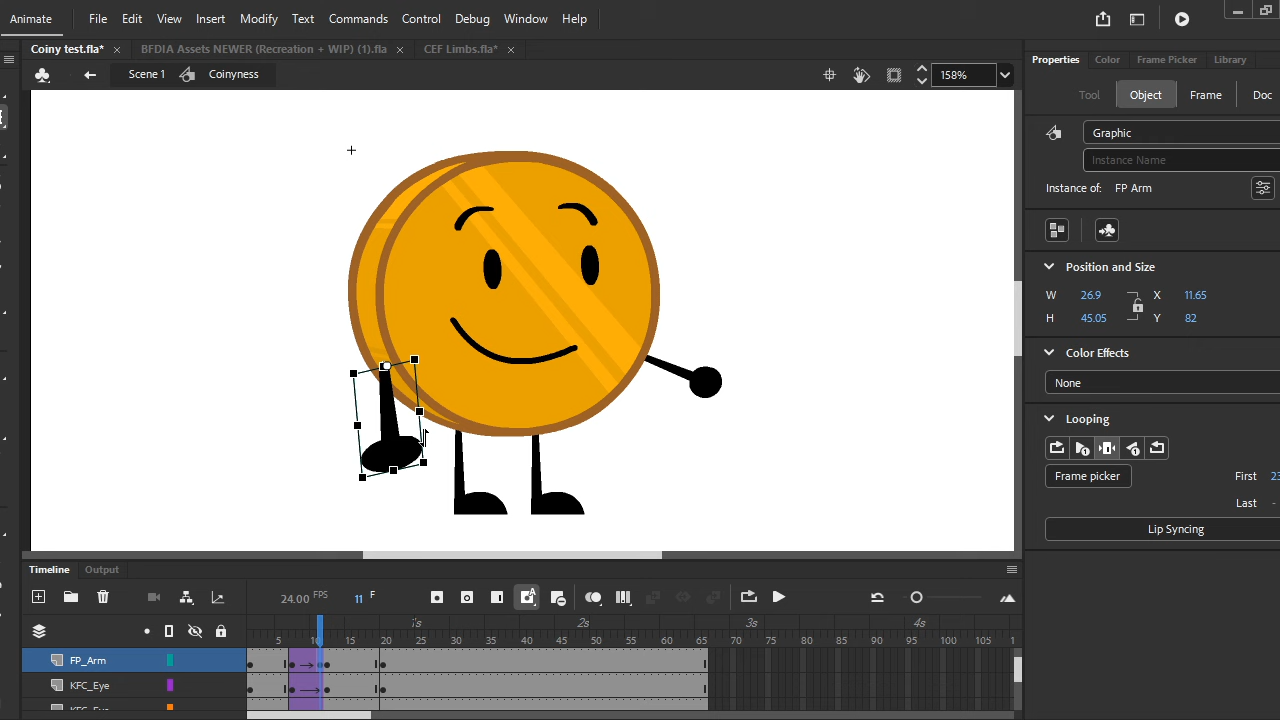 Animate File Edit View Insert Modify Text Commands Control Debug Window Help
Coiny test.fla* × BFDIA Assets NEWER (Recreation + WIP) (1).fla × CEF Limbs.fla* ×
Scene 1 Coinyness 158%
Properties Color Frame Picker Library
Tool Object Frame Doc
Graphic
Instance Name
Instance of: FP Arm
Position and Size
W 26.9 X 11.65
H 45.05 Y 82
Color Effects
None
Looping
Frame picker First 23
Last -
Lip Syncing
Timeline Output
24.00 FPS 11 F
1s 2s 3s 4s
5 10 15 20 25 30 35 40 45 50 55 60 65 70 75 80 85 90 95 100 105 1
FP_Arm
KFC_Eye